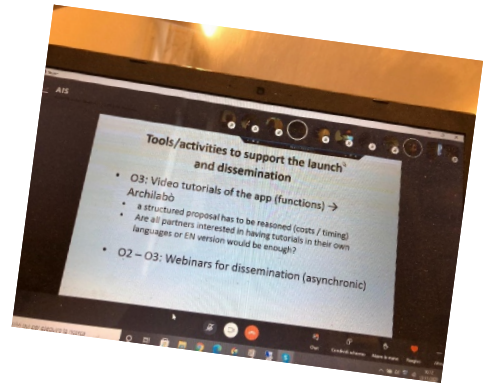 AIS
Tools/activities to support the launch
and dissemination
• O3: Video tutorials of the app (functions) →
Archilabò
• a structured proposal has to be reasoned (costs / timing)
• Are all partners interested in having tutorials in their own
languages or EN version would be enough?
• O2 – O3: Webinars for dissemination (asynchronic)
Chat